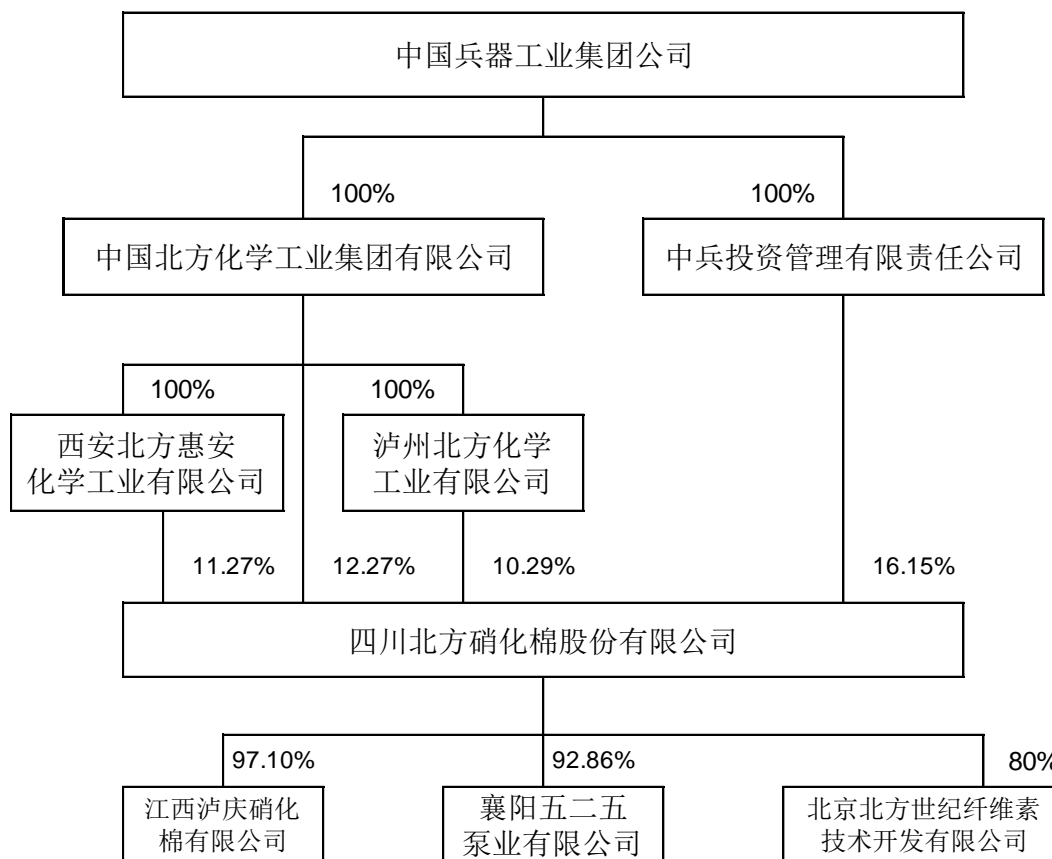 中国兵器工业集团公司
100%
100%
中国北方化学工业集团有限公司
中兵投资管理有限责任公司
100%
100%
西安北方惠安
化学工业有限公司
泸州北方化学
工业有限公司
11.27%
12.27%
10.29%
16.15%
四川北方硝化棉股份有限公司
97.10%
92.86%
80%
江西泸庆硝化
棉有限公司
襄阳五二五
泵业有限公司
北京北方世纪纤维素
技术开发有限公司